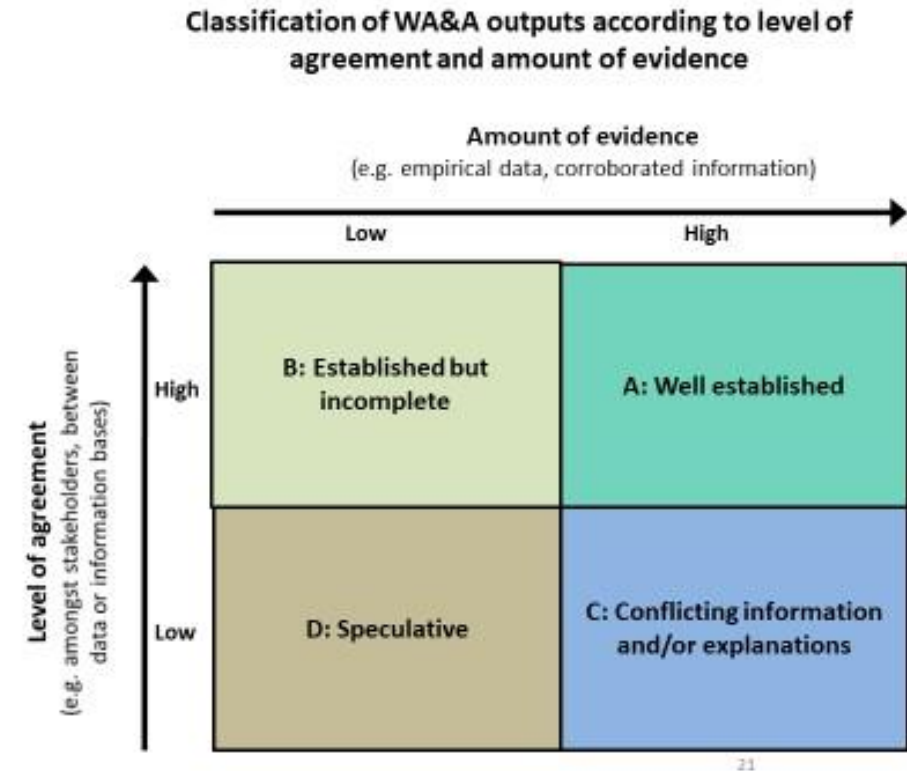 Classification of WA&A outputs according to level of
agreement and amount of evidence
Amount of evidence
(e.g. empirical data, corroborated information)
Low
High
Level of agreement
(e.g. amongst stakeholders, between
data or information bases)
High
B: Established but
incomplete
A: Well established
Low
D: Speculative
C: Conflicting information
and/or explanations
21